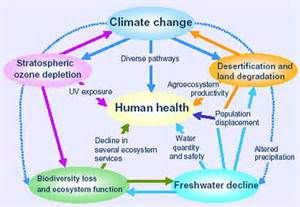 Climate change
Stratospheric
ozone depletion
Desertification and
land degradation
Diverse pathways
UV exposure
Agroecosystem
productivity
Human health
Population
displacement
Decline in
several ecosystem
services
Water
quantity
and safety
Altered
precipitation
Biodiversity loss
and ecosystem function
Freshwater decline